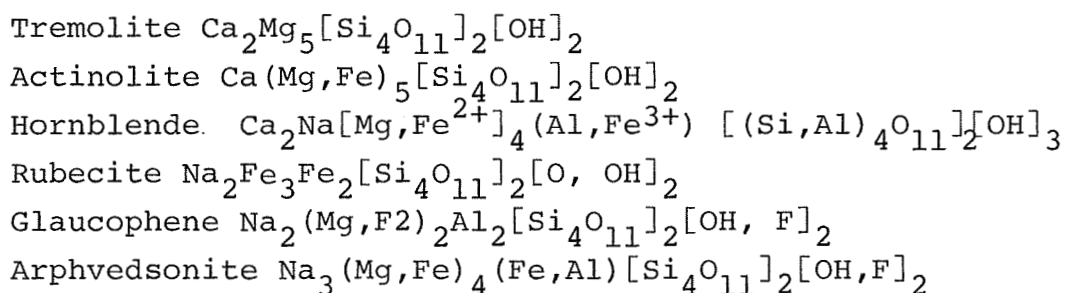 Tremolite Ca₂Mg₅[Si₄O₁₁]₂[OH]₂
Actinolite Ca(Mg,Fe)₅[Si₄O₁₁]₂[OH]₂
Hornblende. Ca₂Na[Mg,Fe²⁺]₄(Al,Fe³⁺) [(Si,Al)₄O₁₁]₂[OH]₃
Rubecite Na₂Fe₃Fe₂[Si₄O₁₁]₂[O, OH]₂
Glaucophene Na₂(Mg,F2)₂Al₂[Si₄O₁₁]₂[OH, F]₂
Arphvedsonite Na₃(Mg,Fe)₄(Fe,Al)[Si₄O₁₁]₂[OH,F]₂